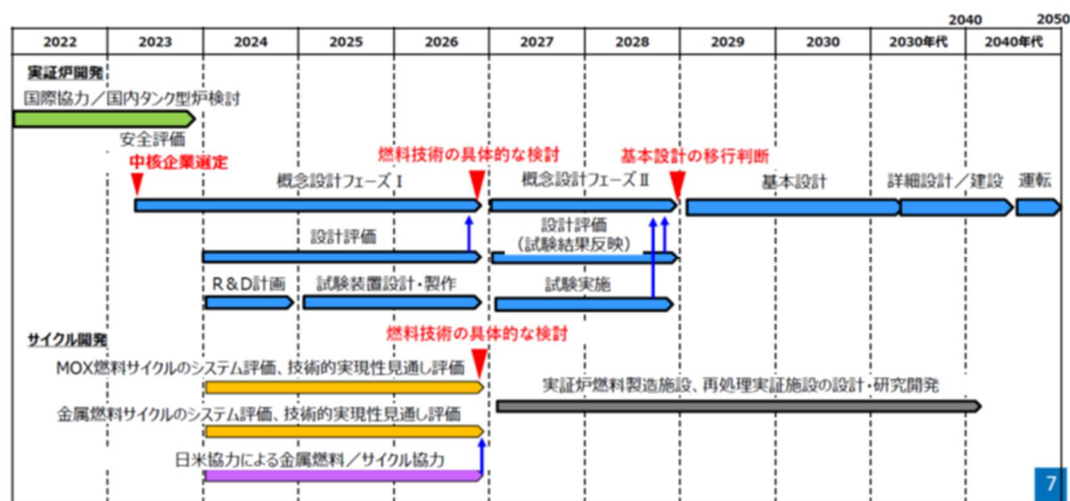 2040 2050
2022 2023 2024 2025 2026 2027 2028 2029 2030 2030年代 2040年代
実証炉開発
国際協力／国内タンク型炉検討
安全評価
中核企業選定
燃料技術の具体的な検討
基本設計の移行判断
概念設計フェーズⅠ
概念設計フェーズⅡ
基本設計
詳細設計／建設
運転
設計評価
設計評価
（試験結果反映）
R＆D計画
試験装置設計・製作
試験実施
燃料技術の具体的な検討
サイクル開発
MOX燃料サイクルのシステム評価、技術的実現性見通し評価
実証炉燃料製造施設、再処理実証施設の設計・研究開発
金属燃料サイクルのシステム評価、技術的実現性見通し評価
日米協力による金属燃料／サイクル協力
7